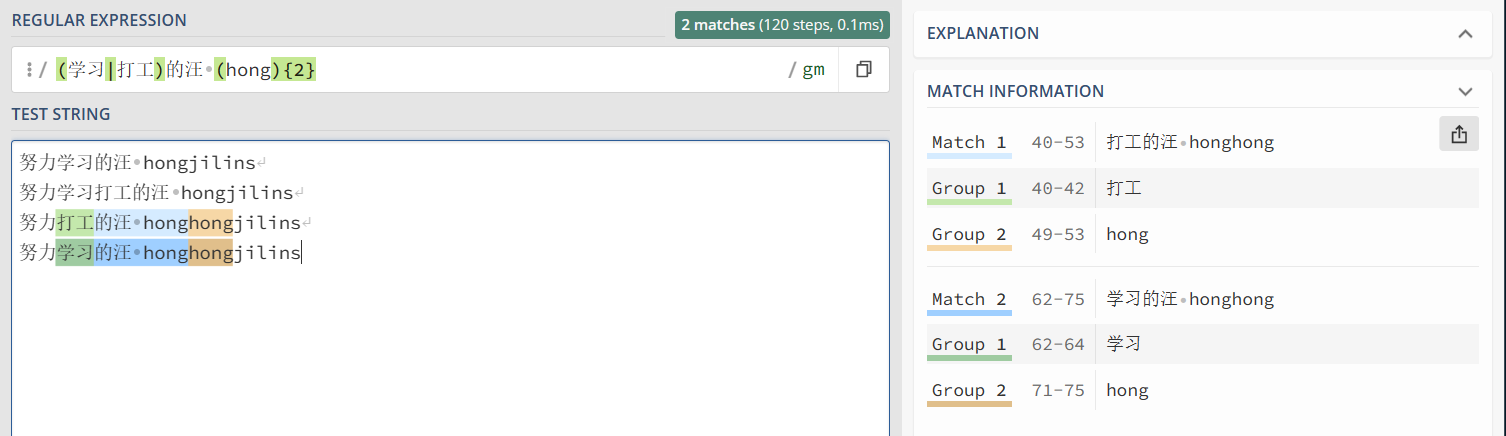 REGULAR EXPRESSION
2 matches (120 steps, 0.1ms)
/ (学习|打工)的汪·(hong){2} / gm
TEST STRING
努力学习的汪·hongjilins↵
努力学习打工的汪·hongjilins↵
努力打工的汪·honghongjilins↵
努力学习的汪·honghongjilins
EXPLANATION
MATCH INFORMATION
Match 1 40-53 打工的汪·honghong
Group 1 40-42 打工
Group 2 49-53 hong
Match 2 62-75 学习的汪·honghong
Group 1 62-64 学习
Group 2 71-75 hong